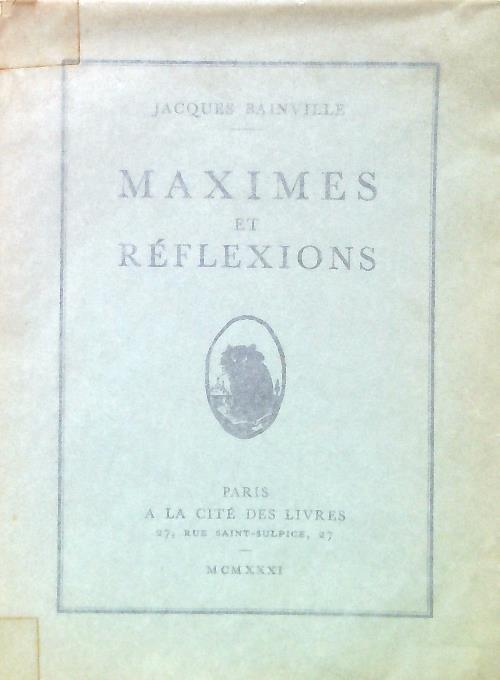 JACQUES BAINVILLE
MAXIMES
ET
RÉFLEXIONS
PARIS
A LA CITÉ DES LIVRES
27, RUE SAINT-SULPICE, 27
MCMXXXI